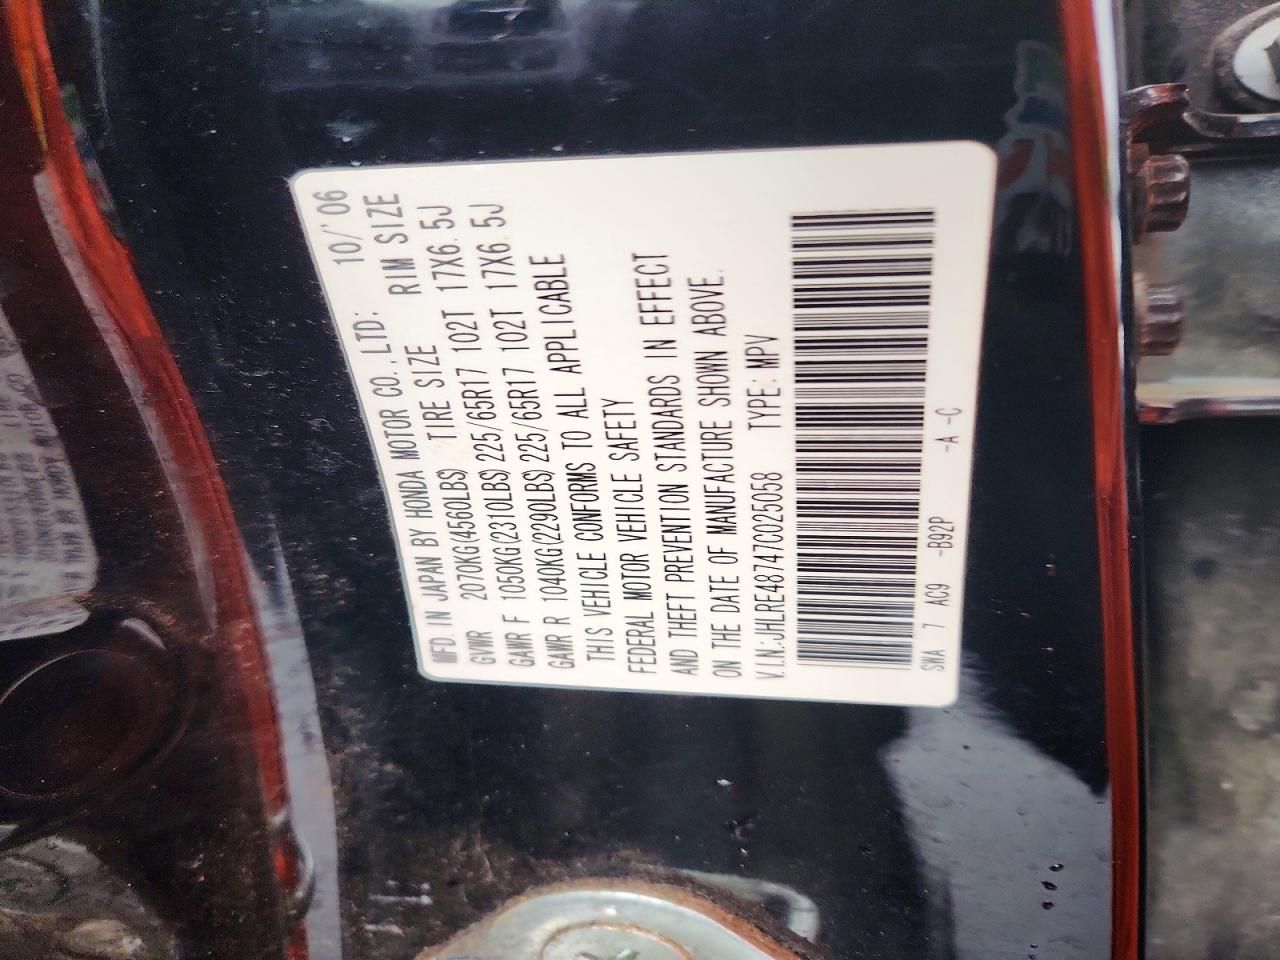 MFD. IN JAPAN BY HONDA MOTOR CO.,LTD: 10/'06
GVWR 2070KG(4560LBS) TIRE SIZE RIM SIZE
GAWR F 1050KG(2310LBS) 225/65R17 102T 17X6.5J
GAWR R 1040KG(2290LBS) 225/65R17 102T 17X6.5J
THIS VEHICLE CONFORMS TO ALL APPLICABLE
FEDERAL MOTOR VEHICLE SAFETY
AND THEFT PREVENTION STANDARDS IN EFFECT
ON THE DATE OF MANUFACTURE SHOWN ABOVE.
V.I.N.:JHLRE48747C025058 TYPE: MPV
SWA 7 AC9 -B92P -A -C